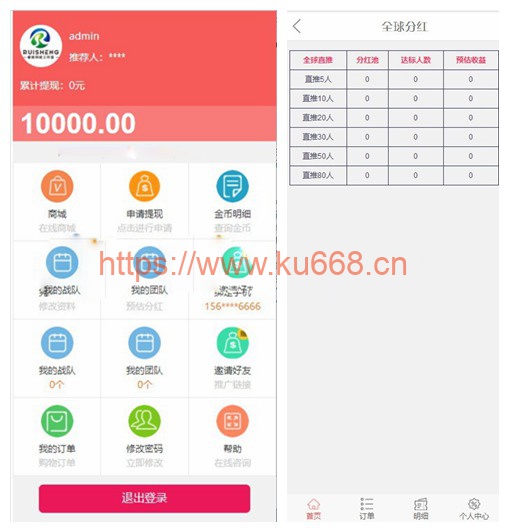 RUISHENG
admin
推荐人：****
累计提现：0元
10000.00
商城
在线商城
申请提现
点击进行申请
金币明细
查询金币
我的战队
修改资料
我的团队
预估分红
邀请好友
156****6666
https://www.ku668.cn
我的战队
0个
我的团队
0个
邀请好友
推广链接
我的订单
购物订单
修改密码
立即修改
帮助
在线咨询
退出登录
全球分红
全球直推 分红池 达标人数 预估收益
直推5人 0 0 0
直推10人 0 0 0
直推20人 0 0 0
直推30人 0 0 0
直推50人 0 0 0
直推80人 0 0 0
首页 订单 明细 个人中心